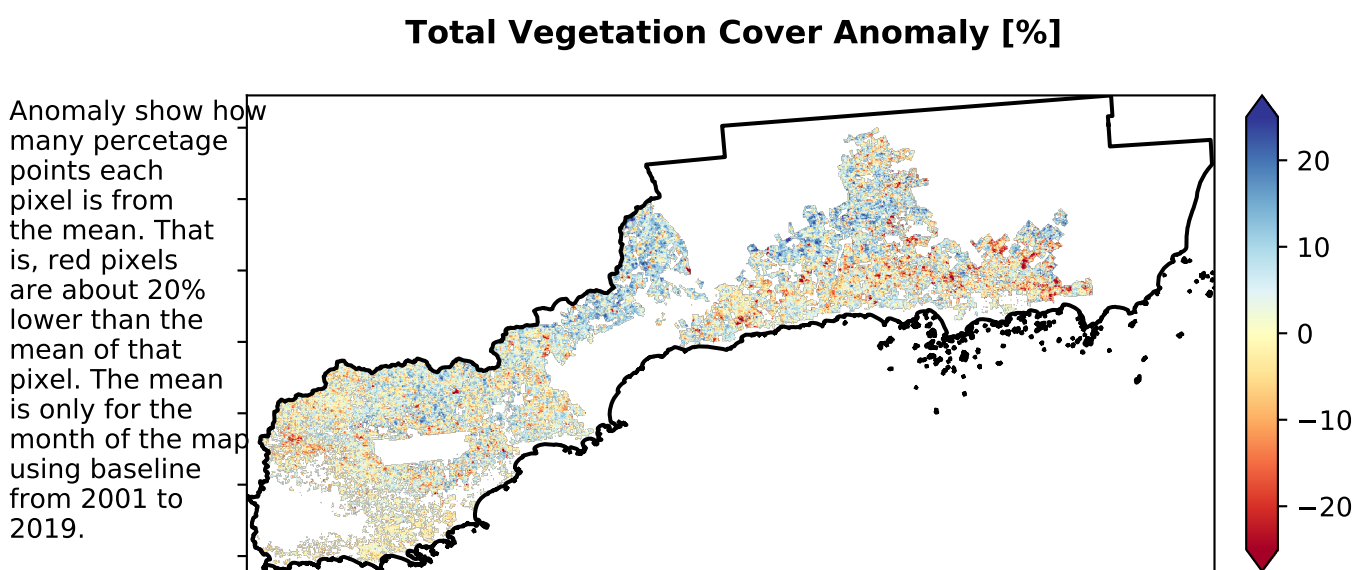 Total Vegetation Cover Anomaly [%]
Anomaly show how
many percetage
points each
pixel is from
the mean. That
is, red pixels
are about 20%
lower than the
mean of that
pixel. The mean
is only for the
month of the map
using baseline
from 2001 to
2019.
20
10
0
−10
−20